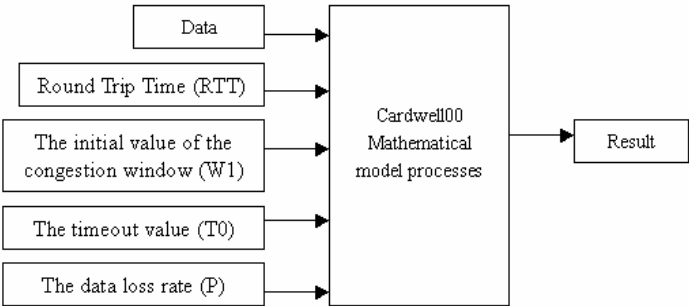 Data
Round Trip Time (RTT)
The initial value of the
congestion window (W1)
The timeout value (T0)
The data loss rate (P)
Cardwell00
Mathematical
model processes
Result